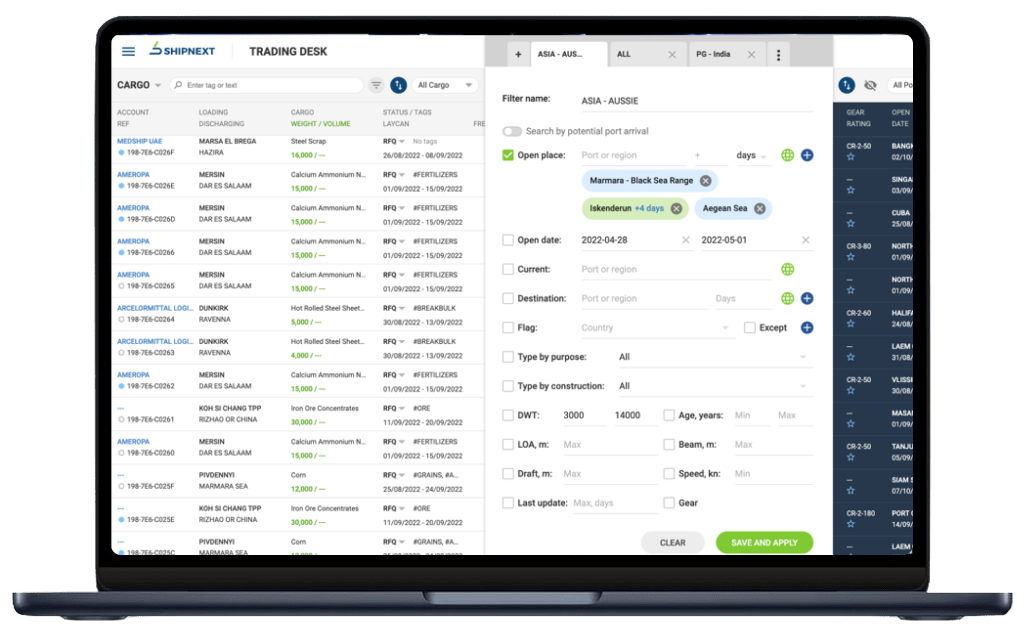 SHIPNEXT
TRADING DESK
CARGO
Enter tag or text
All Cargo
ACCOUNT LOADING CARGO STATUS / TAGS
REF DISCHARGING WEIGHT / VOLUME LAYCAN FRE
MEDSHIP UAE MARSA EL BREGA Steel Scrap RFQ No tags
198-7E6-C026F HAZIRA 16,000 / — 26/08/2022 - 08/09/2022
AMEROPA MERSIN Calcium Ammonium N... RFQ #FERTILIZERS
198-7E6-C026E DAR ES SALAAM 15,000 / — 01/09/2022 - 15/09/2022
AMEROPA MERSIN Calcium Ammonium N... RFQ #FERTILIZERS
198-7E6-C026D DAR ES SALAAM 15,000 / — 01/09/2022 - 15/09/2022
AMEROPA MERSIN Calcium Ammonium N... RFQ #FERTILIZERS
198-7E6-C0266 DAR ES SALAAM 15,000 / — 01/09/2022 - 15/09/2022
AMEROPA MERSIN Calcium Ammonium N... RFQ #FERTILIZERS
198-7E6-C0265 DAR ES SALAAM 15,000 / — 01/09/2022 - 15/09/2022
ARCELORMITTAL LOGI... DUNKIRK Hot Rolled Steel Sheet... RFQ #BREAKBULK
198-7E6-C0264 RAVENNA 5,000 / — 30/08/2022 - 13/09/2022
ARCELORMITTAL LOGI... DUNKIRK Hot Rolled Steel Sheet... RFQ #BREAKBULK
198-7E6-C0263 RAVENNA 4,000 / — 30/08/2022 - 13/09/2022
AMEROPA MERSIN Calcium Ammonium N... RFQ #FERTILIZERS
198-7E6-C0262 DAR ES SALAAM 15,000 / — 01/09/2022 - 15/09/2022
— KOH SI CHANG TPP Iron Ore Concentrates RFQ #ORE
198-7E6-C0261 RIZHAO OR CHINA 30,000 / — 11/09/2022 - 20/09/2022
AMEROPA MERSIN Calcium Ammonium N... RFQ #FERTILIZERS
198-7E6-C0260 DAR ES SALAAM 15,000 / — 01/09/2022 - 15/09/2022
— PIVDENNYI Corn RFQ #GRAINS, #A...
198-7E6-C025F MARMARA SEA 12,000 / — 25/08/2022 - 24/09/2022
— KOH SI CHANG TPP Iron Ore Concentrates RFQ #ORE
198-7E6-C025E RIZHAO OR CHINA 30,000 / — 11/09/2022 - 20/09/2022
— PIVDENNYI Corn RFQ #GRAINS, #A...
198-7E6-C025C MARMARA SEA
+ ASIA - AUS... ALL PG - India
Filter name: ASIA - AUSSIE
Search by potential port arrival
Open place: Port or region + days
Marmara - Black Sea Range
Iskenderun +4 days Aegean Sea
Open date: 2022-04-28 2022-05-01
Current: Port or region
Destination: Port or region Days
Flag: Country Except
Type by purpose: All
Type by construction: All
DWT: 3000 14000 Age, years: Min Max
LOA, m: Max Beam, m: Max
Draft, m: Max Speed, kn: Min
Last update: Max, days Gear
CLEAR SAVE AND APPLY
All Po
GEAR OPEN
RATING DATE
CR-2-50 BANGK
02/10/
— SINGA
03/09/
— CUBA
25/08/
CR-3-80 NORTH
01/09/
— NORTH
01/09/
CR-2-60 HALIFA
24/08/
— LAEM
31/08/
CR-2-50 VLISSI
30/08/
— MASAN
01/09/
CR-2-50 TANJU
05/09/
— SIAM S
07/10/
CR-2-180 PORT
14/09/
— LAEM